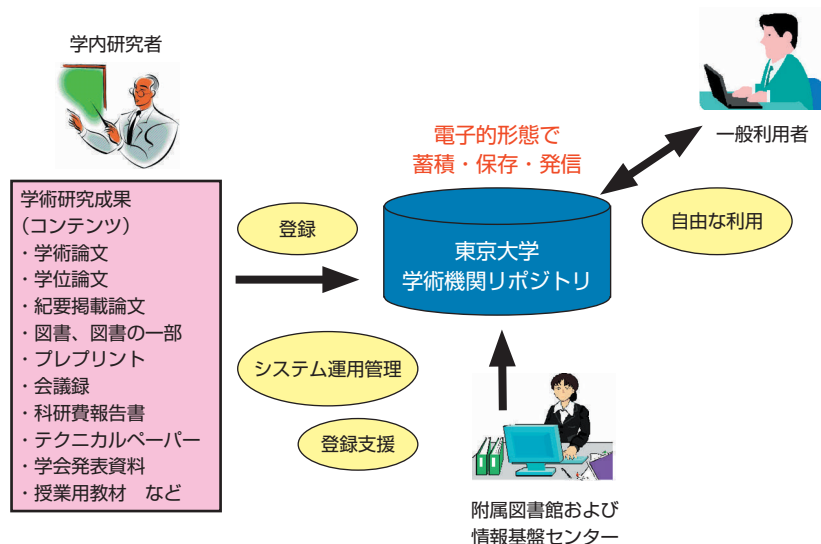 学内研究者
学術研究成果
(コンテンツ)
・学術論文
・学位論文
・紀要掲載論文
・図書、図書の一部
・プレプリント
・会議録
・科研費報告書
・テクニカルペーパー
・学会発表資料
・授業用教材　など
登録
電子的形態で
蓄積・保存・発信
東京大学
学術機関リポジトリ
一般利用者
自由な利用
システム運用管理
登録支援
附属図書館および
情報基盤センター